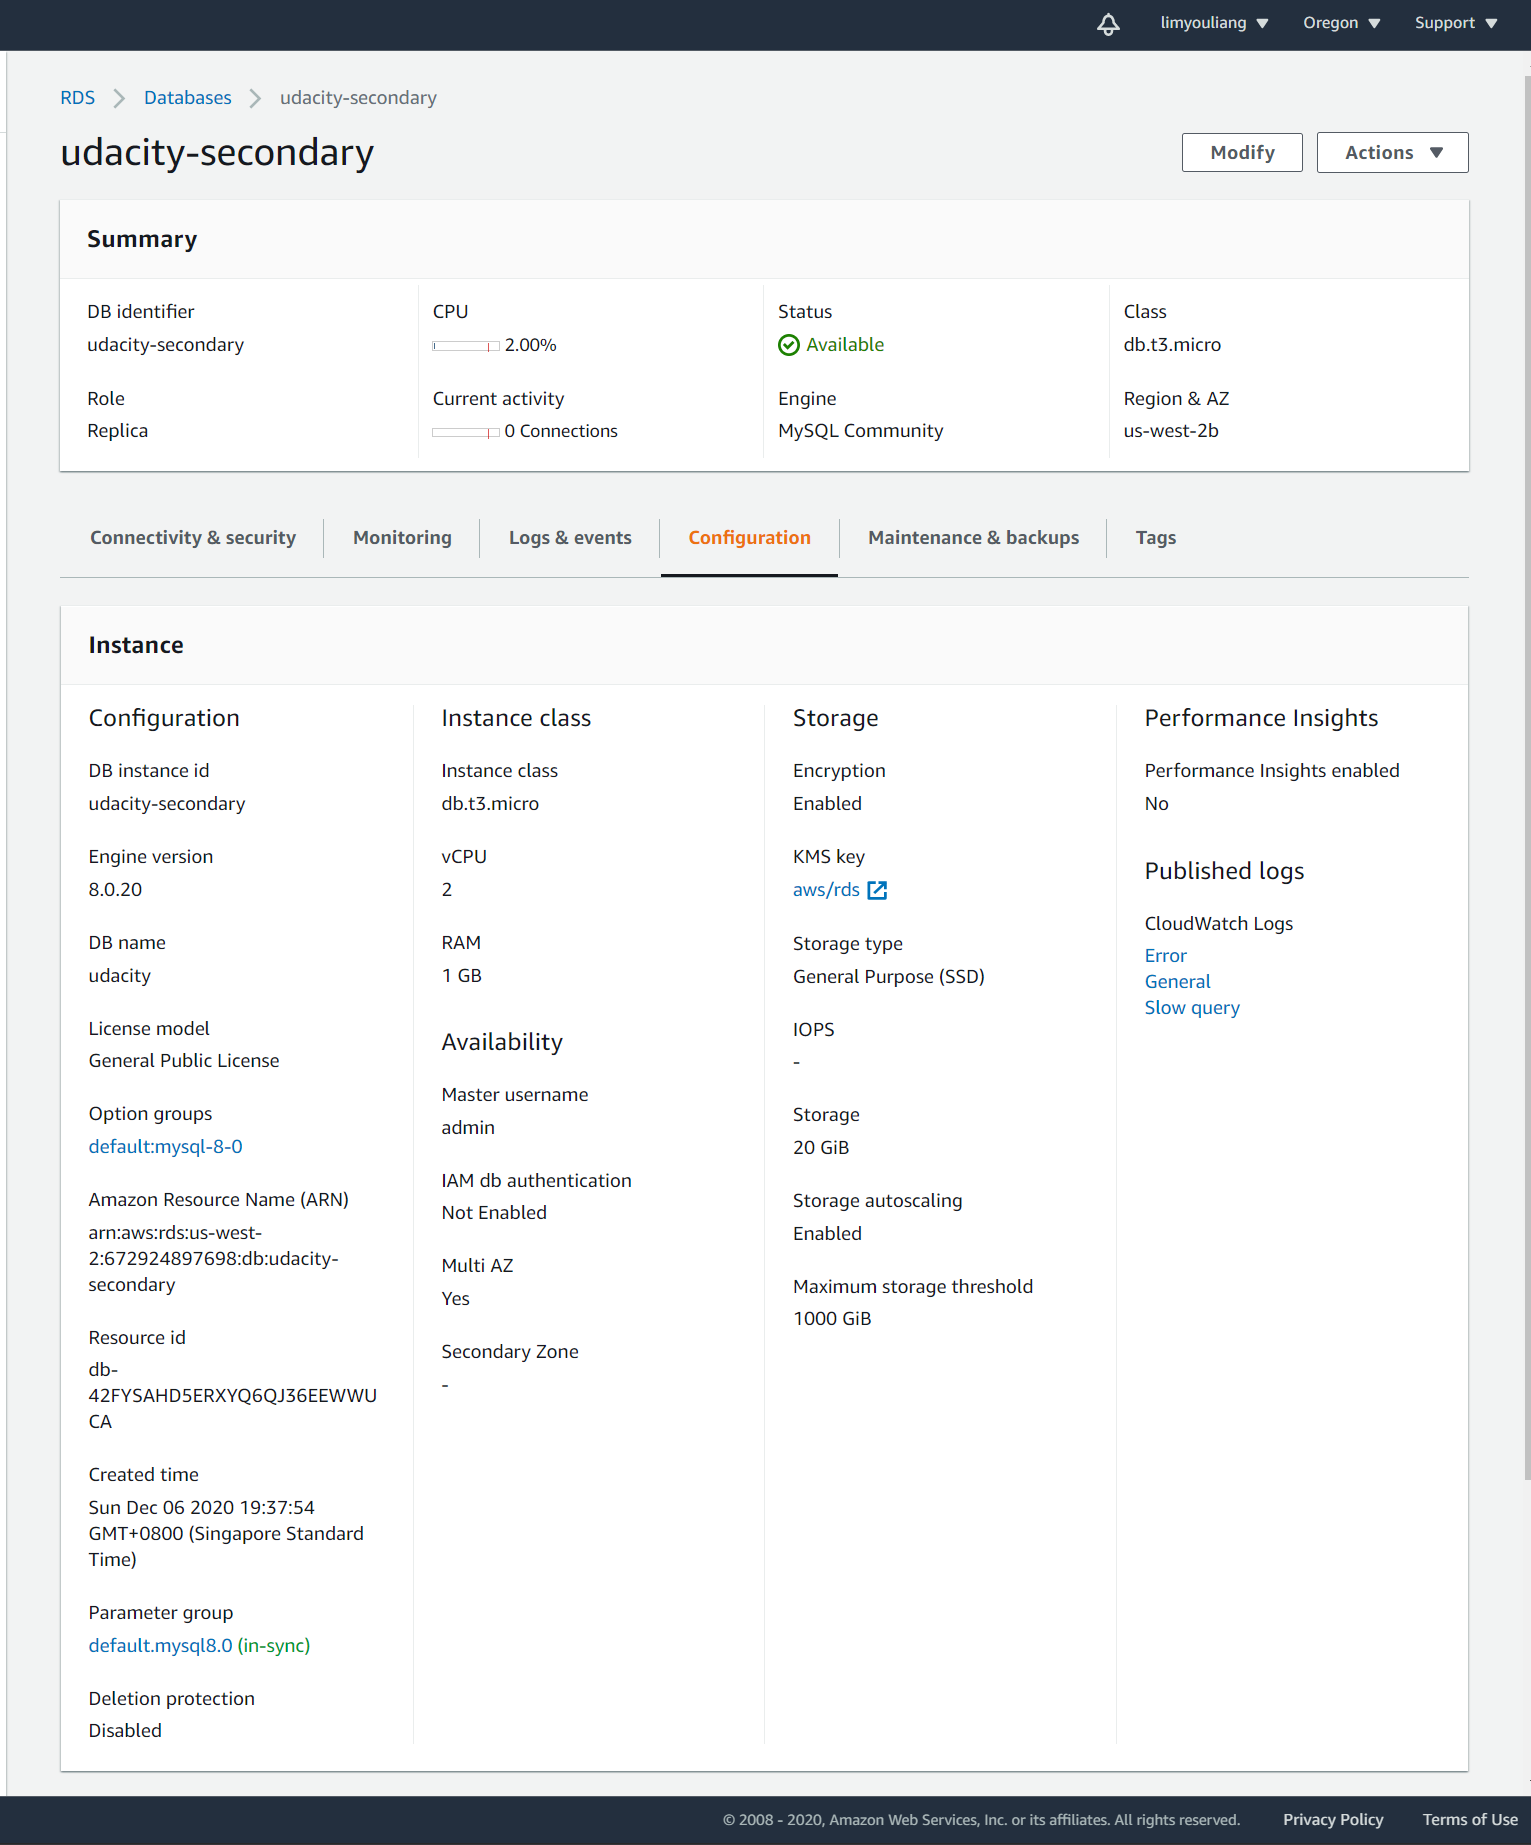 limyouliang
Oregon
Support
RDS
Databases
udacity-secondary
udacity-secondary
Modify
Actions
Summary
DB identifier
udacity-secondary
Role
Replica
CPU
2.00%
Current activity
0 Connections
Status
Available
Engine
MySQL Community
Class
db.t3.micro
Region & AZ
us-west-2b
Connectivity & security
Monitoring
Logs & events
Configuration
Maintenance & backups
Tags
Instance
Configuration
DB instance id
udacity-secondary
Engine version
8.0.20
DB name
udacity
License model
General Public License
Option groups
default:mysql-8-0
Amazon Resource Name (ARN)
arn:aws:rds:us-west-
2:672924897698:db:udacity-
secondary
Resource id
db-
42FYSAHD5ERXYQ6QJ36EEWWU
CA
Created time
Sun Dec 06 2020 19:37:54
GMT+0800 (Singapore Standard
Time)
Parameter group
default.mysql8.0 (in-sync)
Deletion protection
Disabled
Instance class
Instance class
db.t3.micro
vCPU
2
RAM
1 GB
Availability
Master username
admin
IAM db authentication
Not Enabled
Multi AZ
Yes
Secondary Zone
-
Storage
Encryption
Enabled
KMS key
aws/rds
Storage type
General Purpose (SSD)
IOPS
-
Storage
20 GiB
Storage autoscaling
Enabled
Maximum storage threshold
1000 GiB
Performance Insights
Performance Insights enabled
No
Published logs
CloudWatch Logs
Error
General
Slow query
© 2008 - 2020, Amazon Web Services, Inc. or its affiliates. All rights reserved.
Privacy Policy
Terms of Use